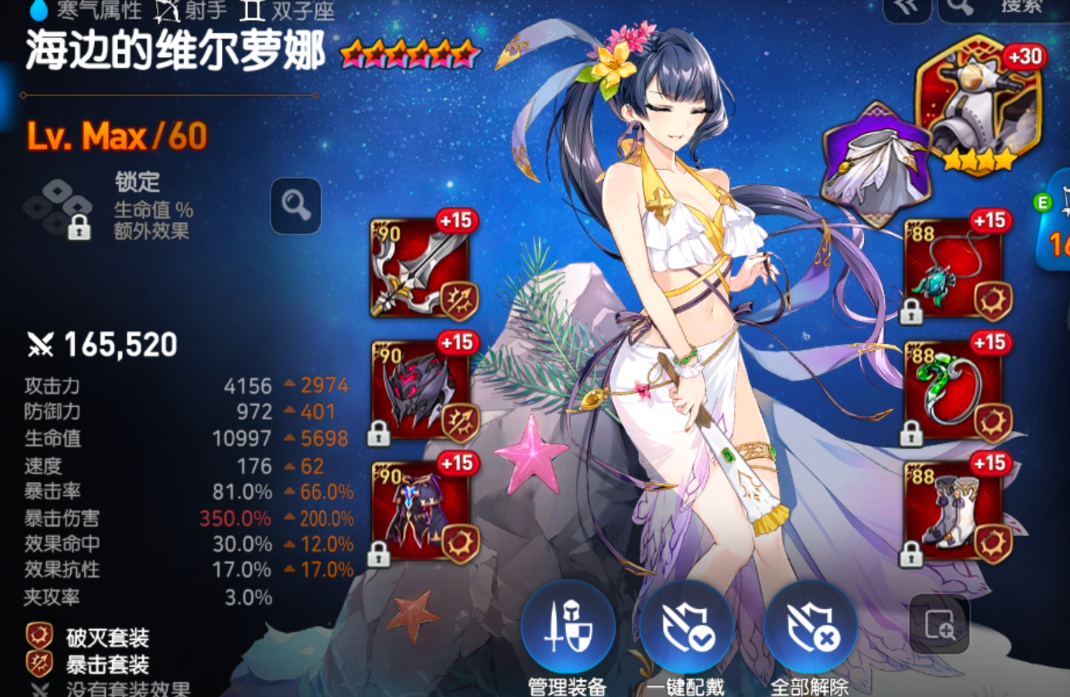 寒气属性 射手 双子座
搜索
海边的维尔萝娜
+30
Lv. Max/60
锁定
生命值 %
额外效果
E
90 +15
88 +15
165,520
90 +15
88 +15
攻击力 4156 2974
防御力 972 401
生命值 10997 5698
速度 176 62
90 +15
88 +15
暴击率 81.0% 66.0%
暴击伤害 350.0% 200.0%
效果命中 30.0% 12.0%
效果抗性 17.0% 17.0%
夹攻率 3.0%
破灭套装
暴击套装
没有套装效果
管理装备 一键配戴 全部解除